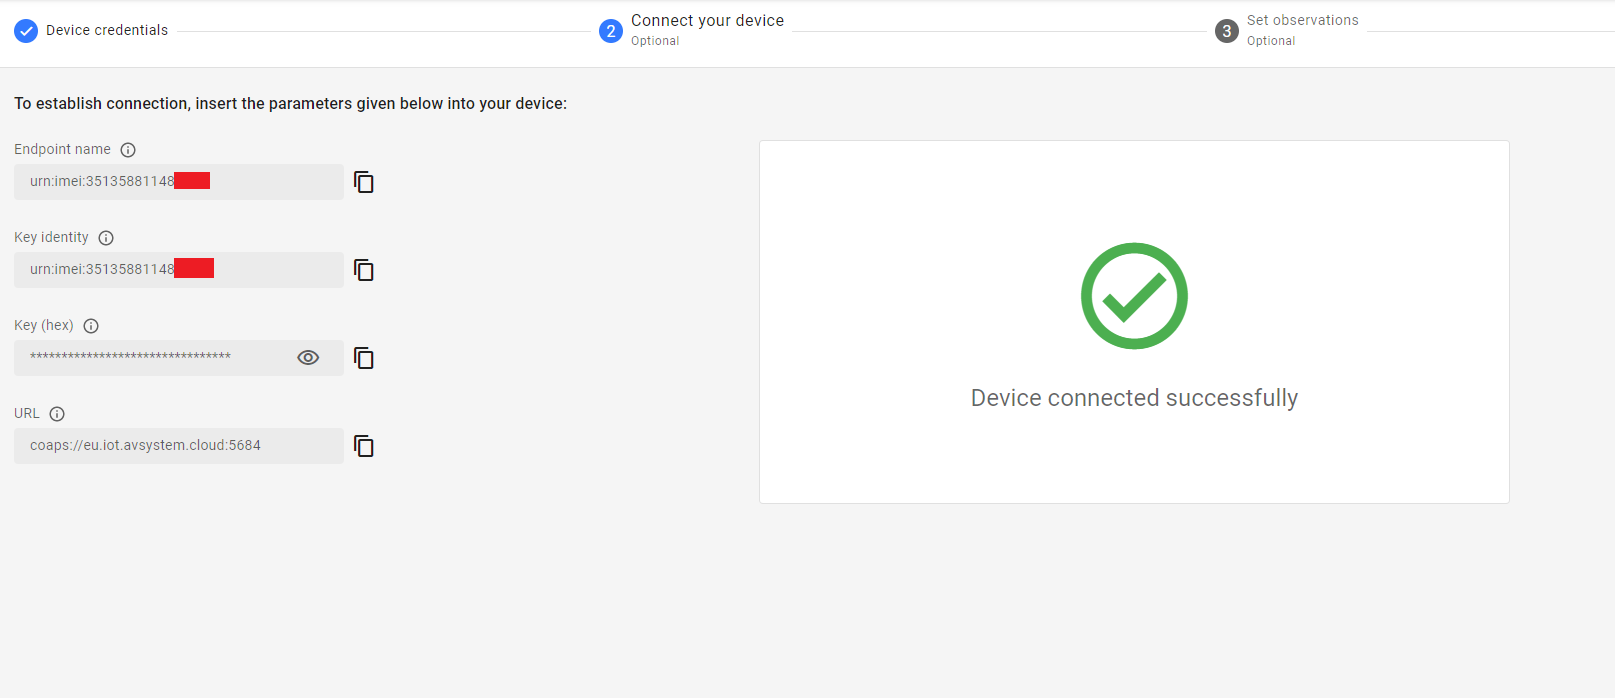 Device credentials
2
Connect your device
Optional
3
Set observations
Optional
To establish connection, insert the parameters given below into your device:
Endpoint name
urn:imei:35135881148
Key identity
urn:imei:35135881148
Key (hex)
********************************
URL
coaps://eu.iot.avsystem.cloud:5684
Device connected successfully